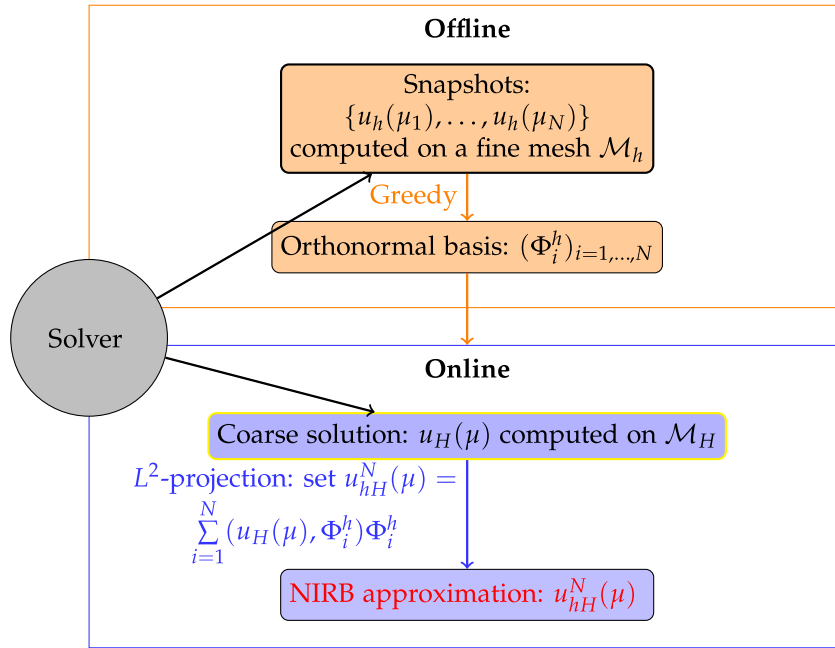 Offline
Snapshots:
{u_h(μ_1), . . . , u_h(μ_N)}
computed on a fine mesh ℳ_h
Greedy
Orthonormal basis: (Φ_i^h)_{i=1,...,N}
Solver
Online
Coarse solution: u_H(μ) computed on ℳ_H
L²-projection: set u_{hH}^N(μ) =
∑_{i=1}^N (u_H(μ), Φ_i^h)Φ_i^h
NIRB approximation: u_{hH}^N(μ)